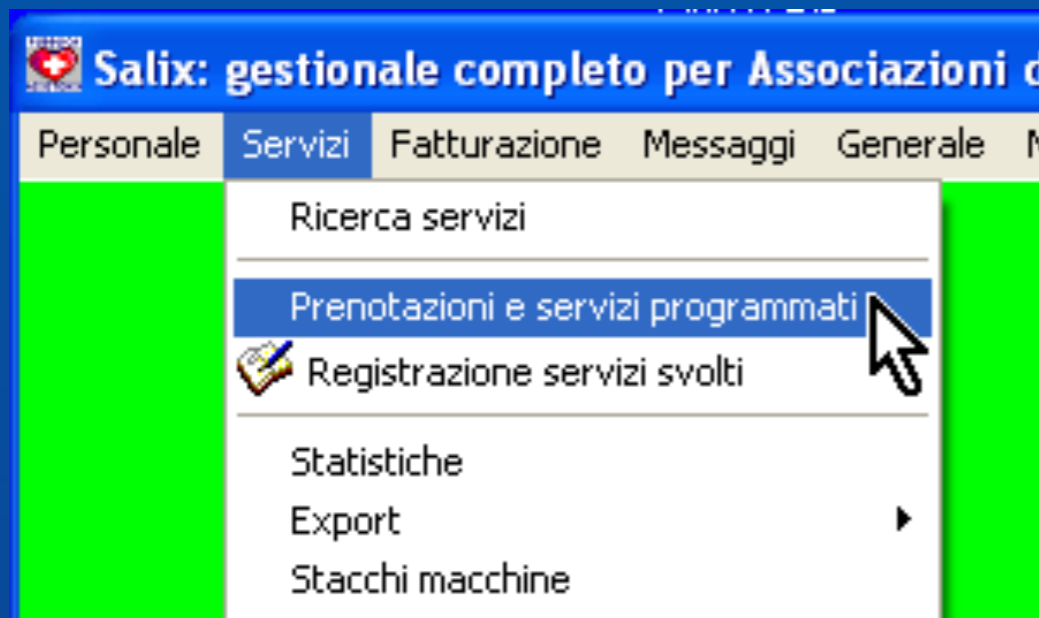 Salix: gestionale completo per Associazioni
Personale Servizi Fatturazione Messaggi Generale
Ricerca servizi
Prenotazioni e servizi programmati
Registrazione servizi svolti
Statistiche
Export
Stacchi macchine